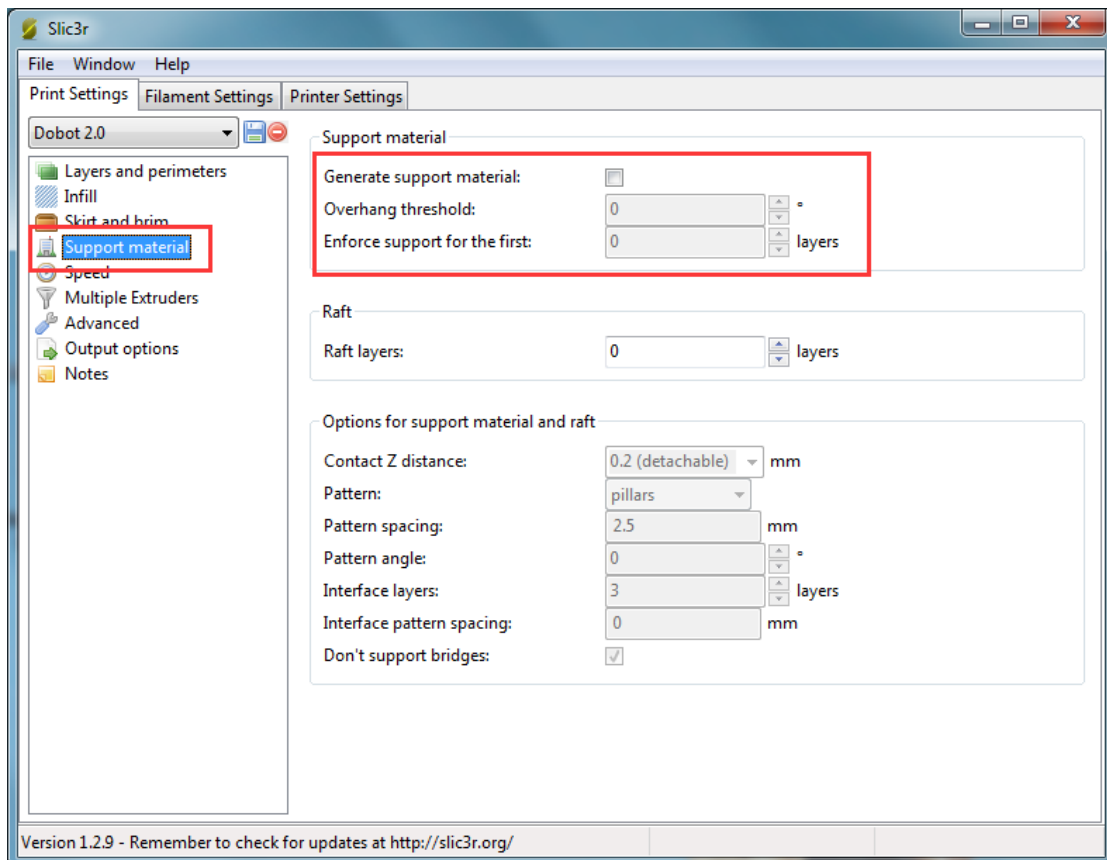 Slic3r
File Window Help
Print Settings Filament Settings Printer Settings
Dobot 2.0
Layers and perimeters
Infill
Skirt and brim
Support material
Speed
Multiple Extruders
Advanced
Output options
Notes
Support material
Generate support material:
Overhang threshold: 0 °
Enforce support for the first: 0 layers
Raft
Raft layers: 0 layers
Options for support material and raft
Contact Z distance: 0.2 (detachable) mm
Pattern: pillars
Pattern spacing: 2.5 mm
Pattern angle: 0 °
Interface layers: 3 layers
Interface pattern spacing: 0 mm
Don't support bridges:
Version 1.2.9 - Remember to check for updates at http://slic3r.org/